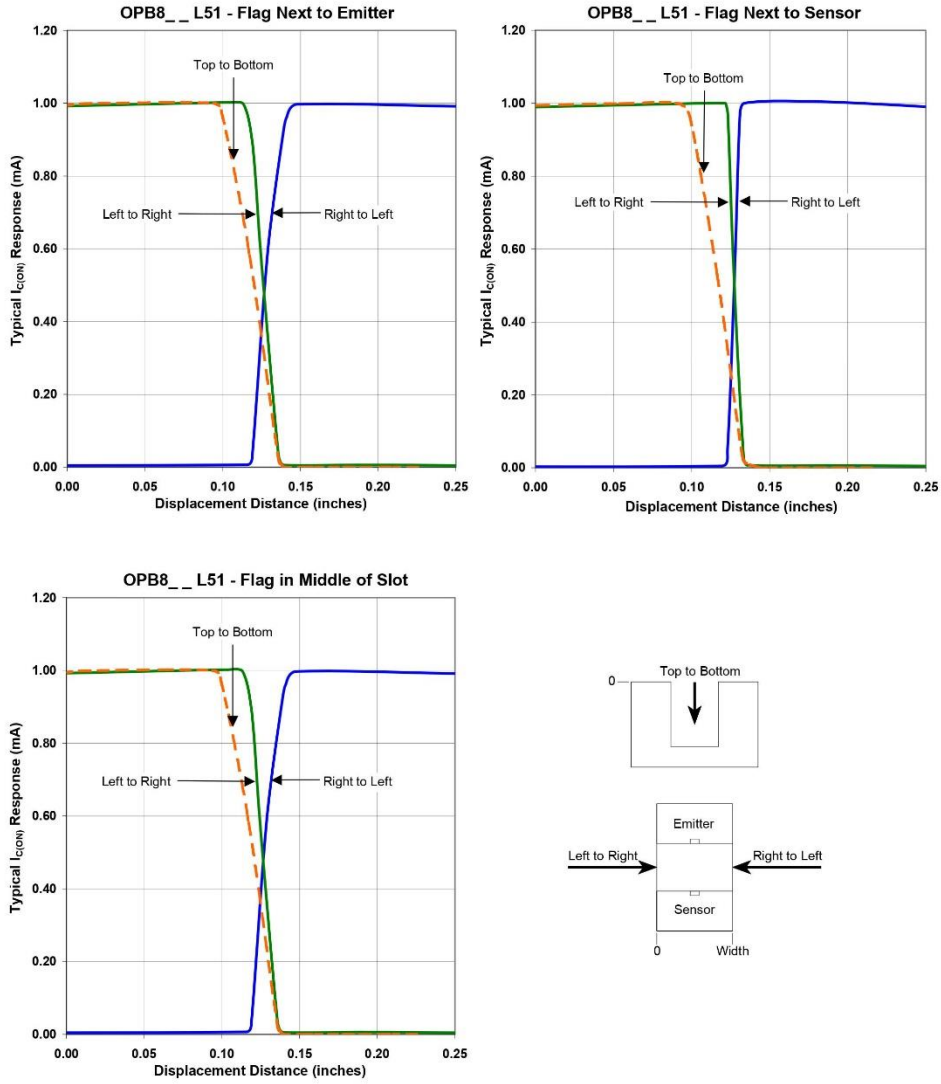 OPB8_ _ L51 - Flag Next to Emitter
1.20
1.00
0.80
0.60
0.40
0.20
0.00
Typical IC(ON) Response (mA)
Top to Bottom
Left to Right
Right to Left
0.00 0.05 0.10 0.15 0.20 0.25
Displacement Distance (inches)
OPB8_ _ L51 - Flag Next to Sensor
1.20
1.00
0.80
0.60
0.40
0.20
0.00
Typical IC(ON) Response (mA)
Top to Bottom
Left to Right
Right to Left
0.00 0.05 0.10 0.15 0.20 0.25
Displacement Distance (inches)
OPB8_ _ L51 - Flag in Middle of Slot
1.20
1.00
0.80
0.60
0.40
0.20
0.00
Typical IC(ON) Response (mA)
Top to Bottom
Left to Right
Right to Left
0.00 0.05 0.10 0.15 0.20 0.25
Displacement Distance (inches)
Top to Bottom
0
Emitter
Left to Right
Right to Left
Sensor
0 Width